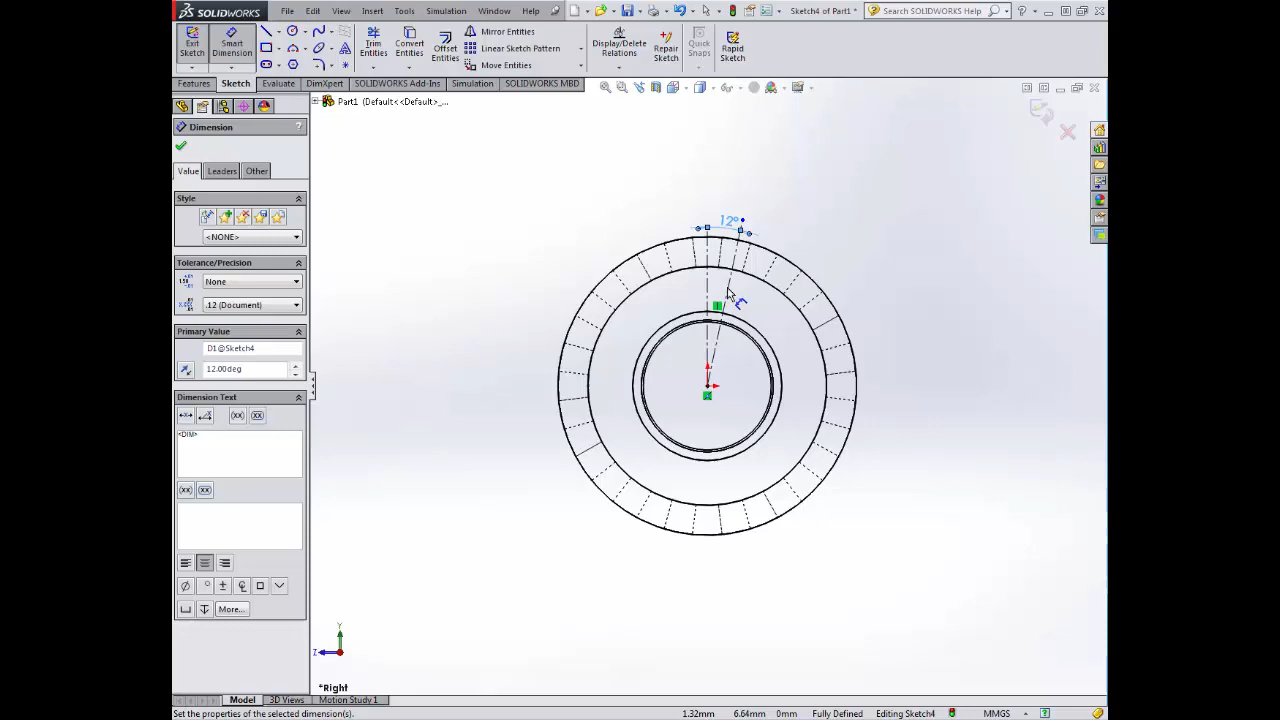 SOLIDWORKS File Edit View Insert Tools Simulation Window Help Sketch4 of Part1 * Search SOLIDWORKS Help
Exit Sketch
Smart Dimension
Trim Entities
Convert Entities
Offset Entities
Mirror Entities
Linear Sketch Pattern
Move Entities
Display/Delete Relations
Repair Sketch
Quick Snaps
Rapid Sketch
Features Sketch Evaluate DimXpert SOLIDWORKS Add-Ins Simulation SOLIDWORKS MBD
Part1 (Default<<Default>_...
Dimension ?
Value Leaders Other
Style
<NONE>
Tolerance/Precision
None
.12 (Document)
Primary Value
D1@Sketch4
12.00deg
Dimension Text
<DIM>
More...
12°
Y
Z
*Right
Model 3D Views Motion Study 1
Set the properties of the selected dimension(s). 1.32mm 6.64mm 0mm Fully Defined Editing Sketch4 MMGS